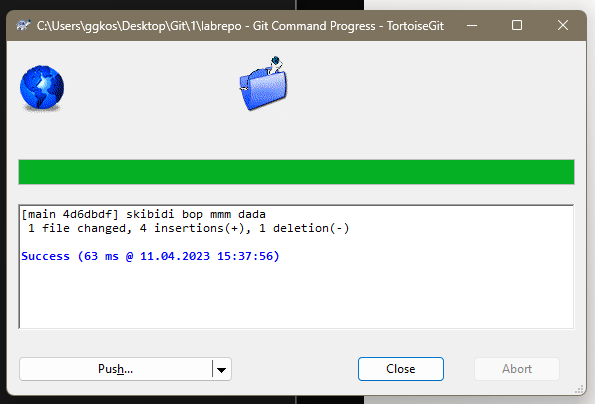 C:\Users\ggkos\Desktop\Git\1\labrepo - Git Command Progress - TortoiseGit
[main 4d6dbdf] skibidi bop mmm dada
1 file changed, 4 insertions(+), 1 deletion(-)
Success (63 ms @ 11.04.2023 15:37:56)
Push...
Close
Abort